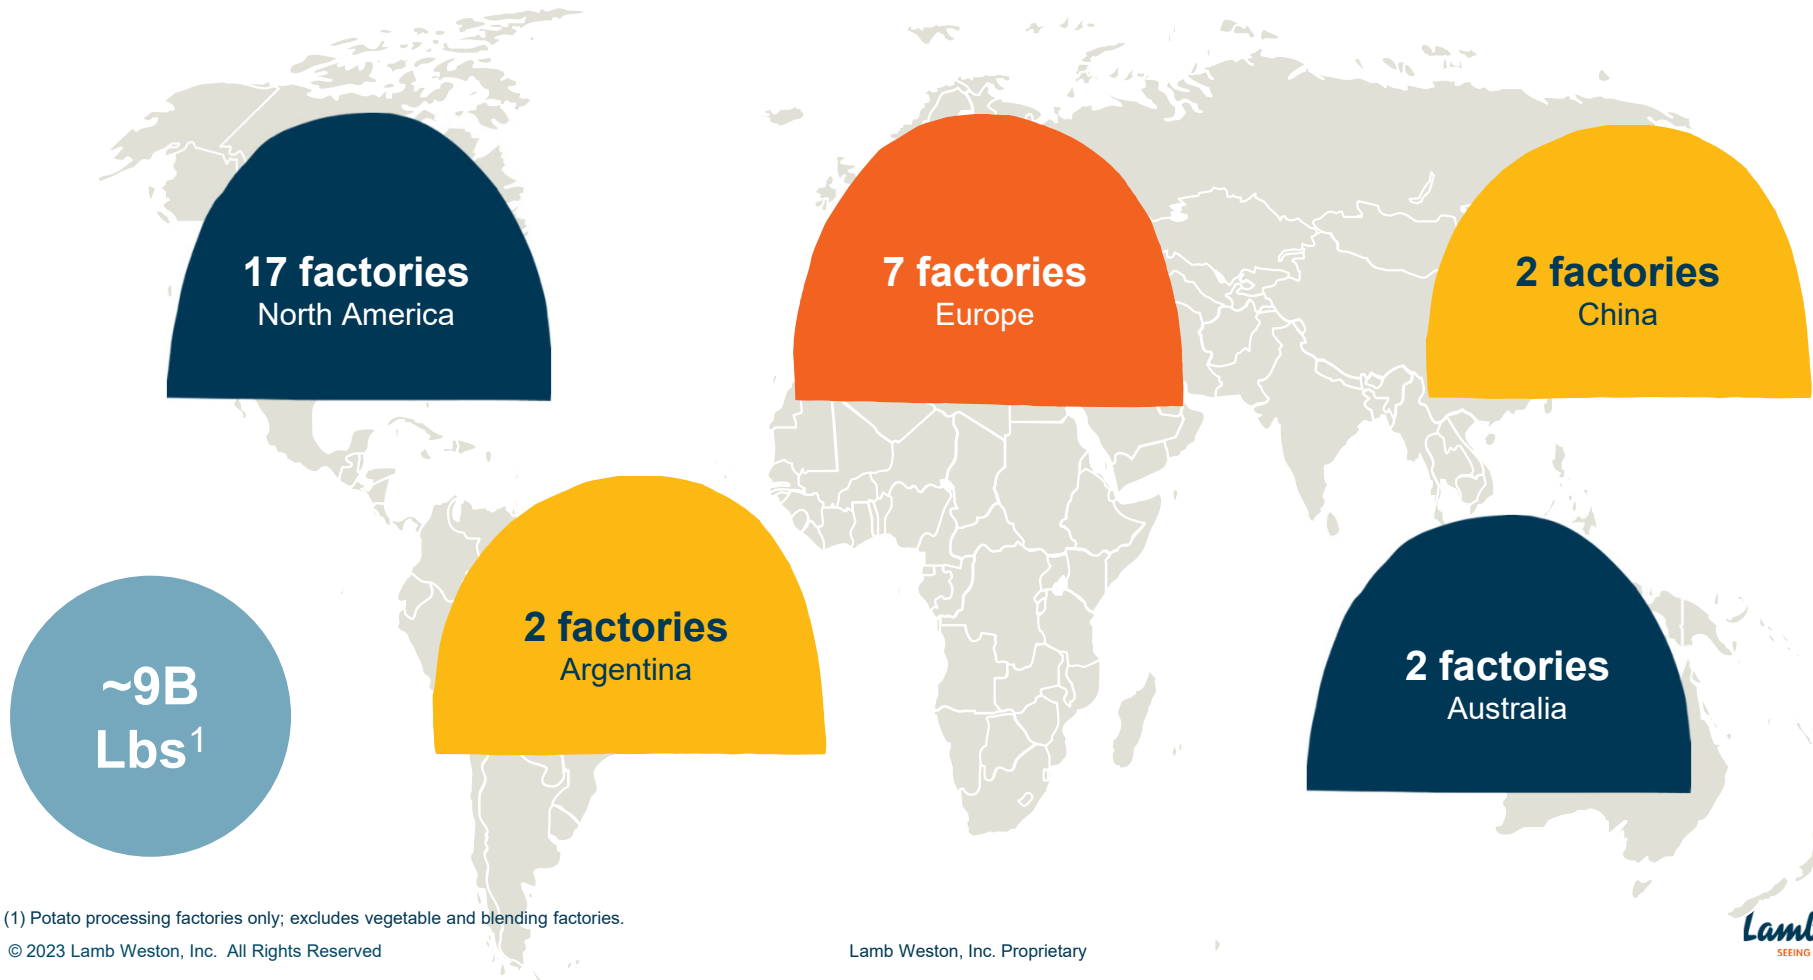 17 factories
North America
7 factories
Europe
2 factories
China
2 factories
Argentina
2 factories
Australia
~9B
Lbs1
(1) Potato processing factories only; excludes vegetable and blending factories.
© 2023 Lamb Weston, Inc. All Rights Reserved
Lamb Weston, Inc. Proprietary
Lamb
SEEING